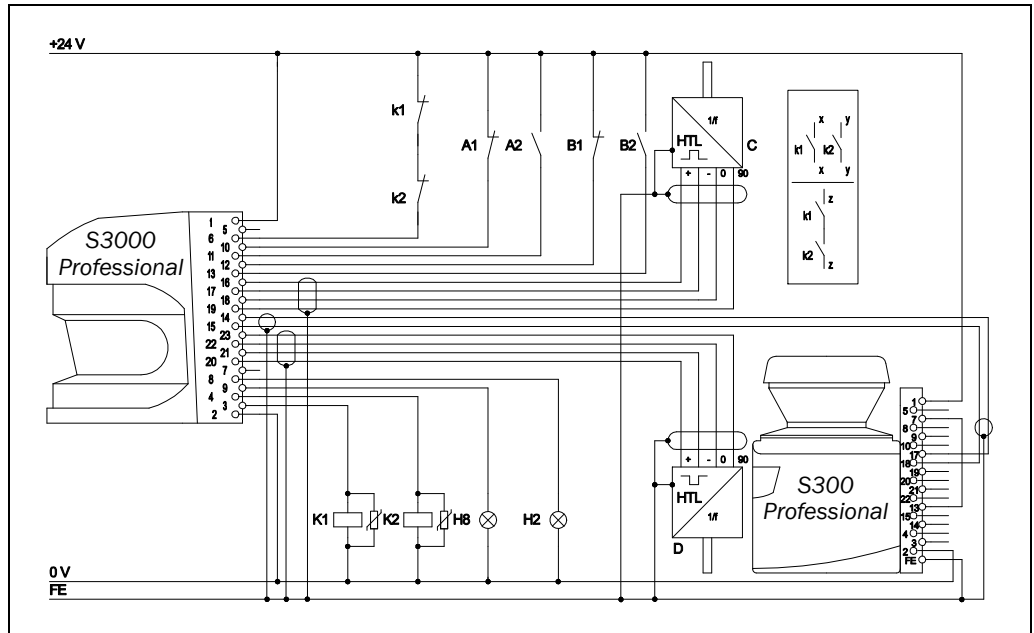 +24 V
k1
k2
A1
A2
B1
B2
1/f
HTL
C
+ - 0 90
x y
k1 k2
x y
z
k1
k2
z
S3000
Professional
1
5
6
10
11
12
13
16
17
18
19
14
15
23
22
21
20
7
8
9
4
3
2
+ - 0 90
HTL
1/f
D
S300
Professional
1
5
7
8
9
10
17
18
19
20
21
22
13
15
14
4
3
2
FE
K1
K2
H8
H2
0 V
FE